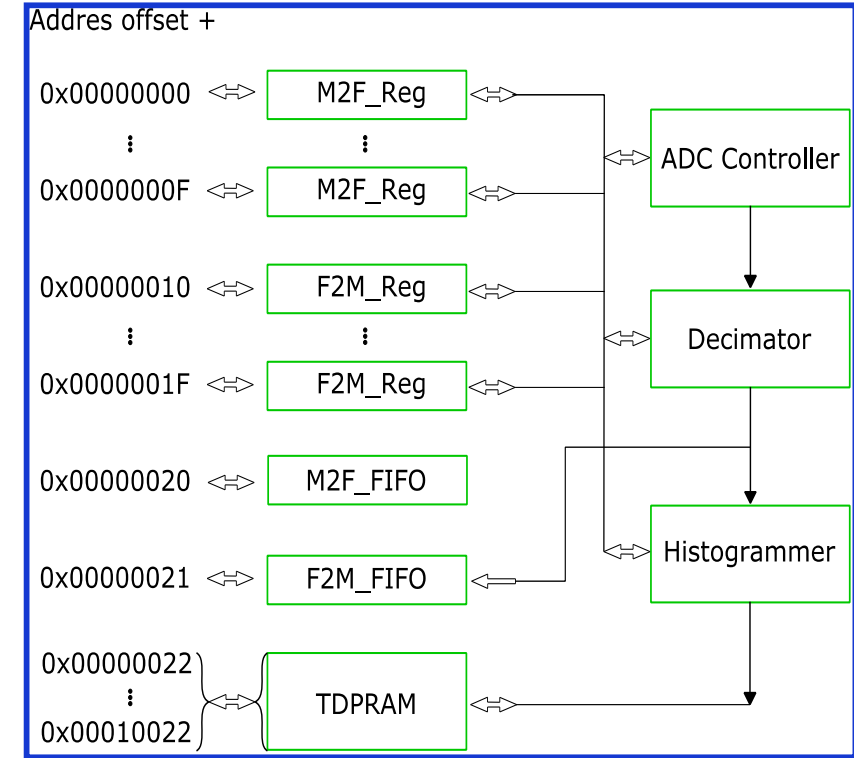 Addres offset +
0x00000000
M2F_Reg
ADC Controller
0x0000000F
M2F_Reg
0x00000010
F2M_Reg
Decimator
0x0000001F
F2M_Reg
0x00000020
M2F_FIFO
Histogrammer
0x00000021
F2M_FIFO
0x00000022
TDPRAM
0x00010022